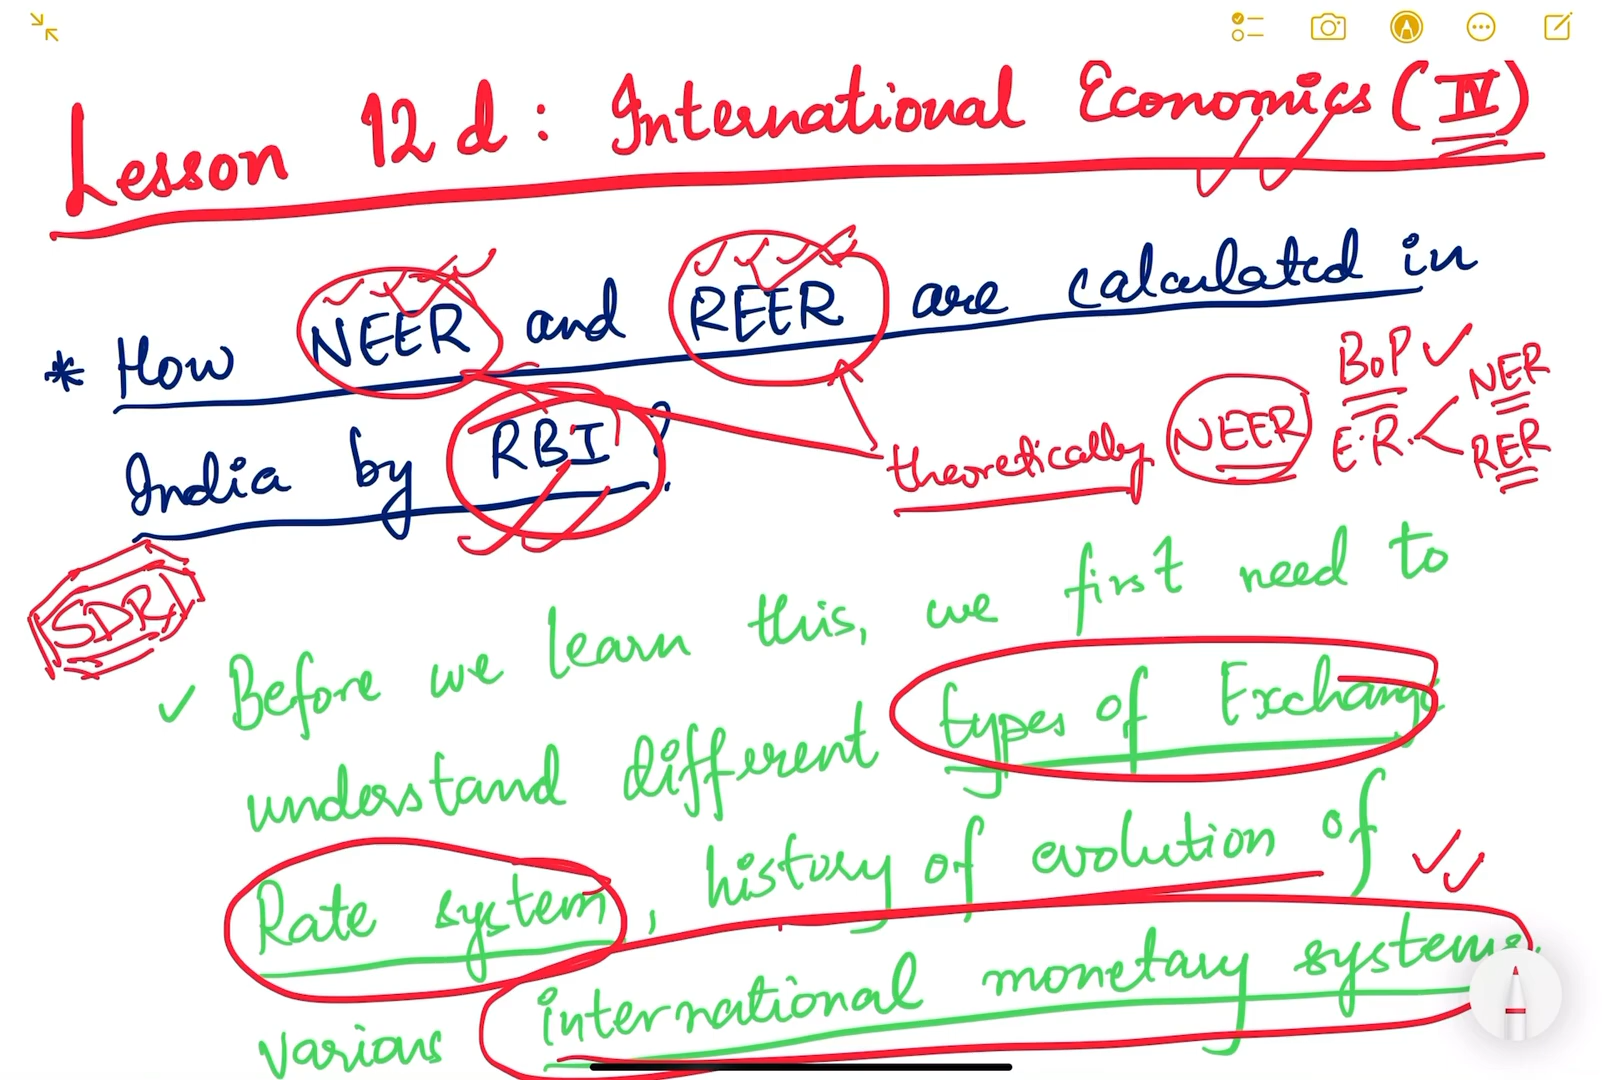 Lesson 12 d : International Economics (IV)
* How NEER and REER are calculated in
India by RBI ?
theoretically NEER
BoP ✓
E.R. < NER
RER
SDR
✓ Before we learn this, we first need to
understand different types of Exchange
Rate system, history of evolution of
various international monetary systems.